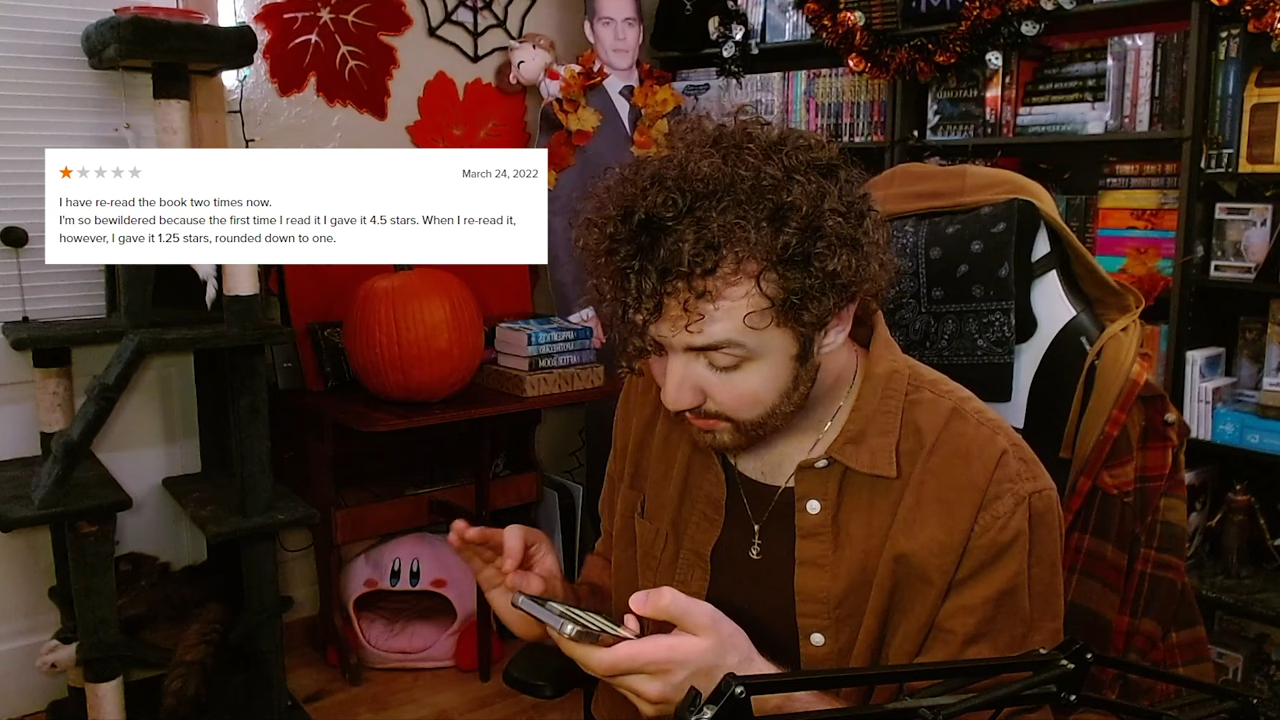 March 24, 2022
I have re-read the book two times now.
I'm so bewildered because the first time I read it I gave it 4.5 stars. When I re-read it,
however, I gave it 1.25 stars, rounded down to one.